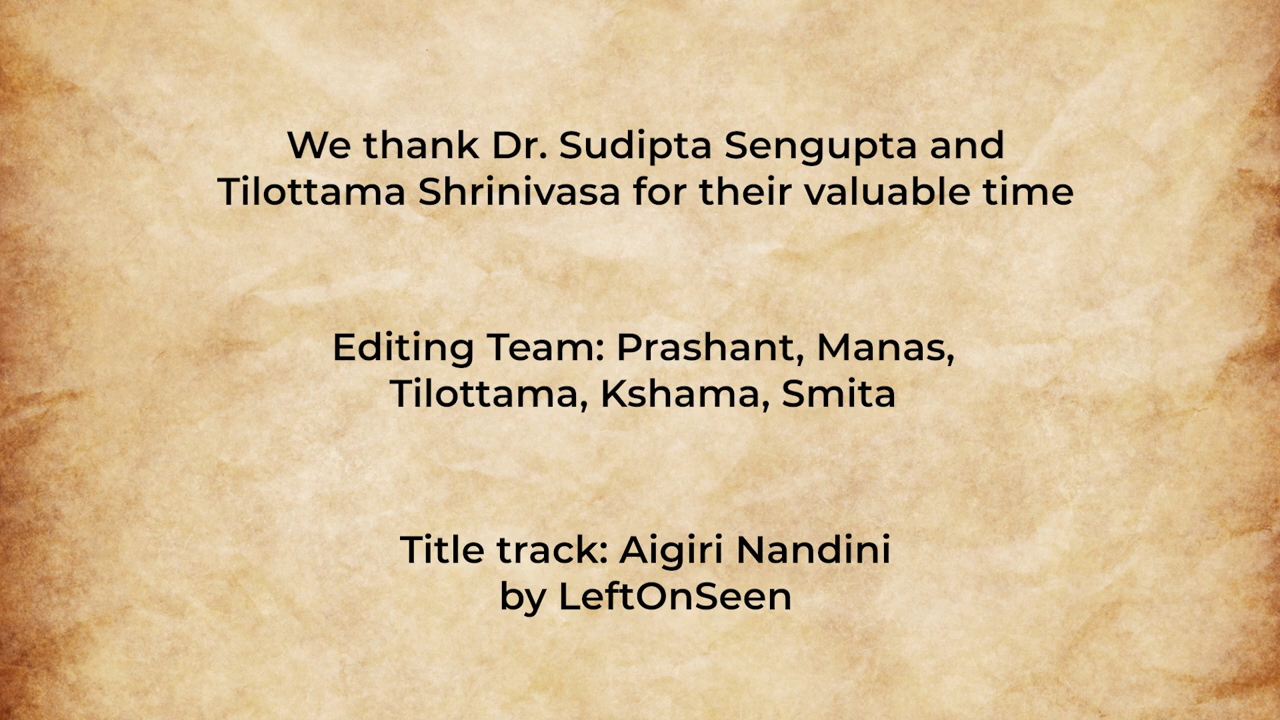 We thank Dr. Sudipta Sengupta and
Tilottama Shrinivasa for their valuable time
Editing Team: Prashant, Manas,
Tilottama, Kshama, Smita
Title track: Aigiri Nandini
by LeftOnSeen